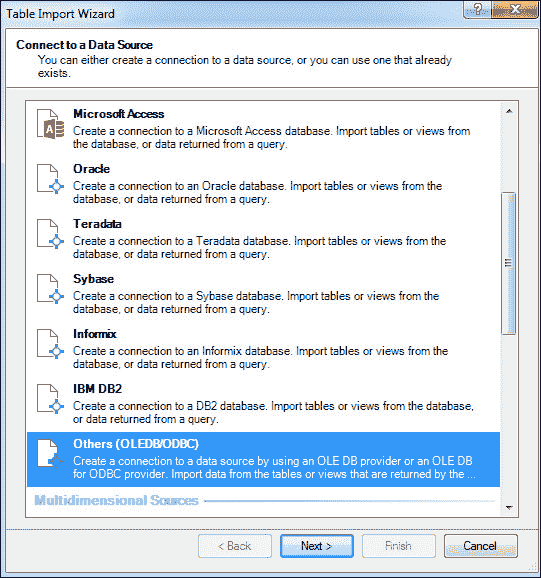 Table Import Wizard
Connect to a Data Source
You can either create a connection to a data source, or you can use one that already
exists.
Microsoft Access
Create a connection to a Microsoft Access database. Import tables or views from
the database, or data returned from a query.
Oracle
Create a connection to an Oracle database. Import tables or views from the
database, or data returned from a query.
Teradata
Create a connection to a Teradata database. Import tables or views from the
database, or data returned from a query.
Sybase
Create a connection to a Sybase database. Import tables or views from the
database, or data returned from a query.
Informix
Create a connection to an Informix database. Import tables or views from the
database, or data returned from a query.
IBM DB2
Create a connection to a DB2 database. Import tables or views from the database,
or data returned from a query.
Others (OLEDB/ODBC)
Create a connection to a data source by using an OLE DB provider or an OLE DB
for ODBC provider. Import data from the tables or views that are returned by the ...
Multidimensional Sources
< Back Next > Finish Cancel